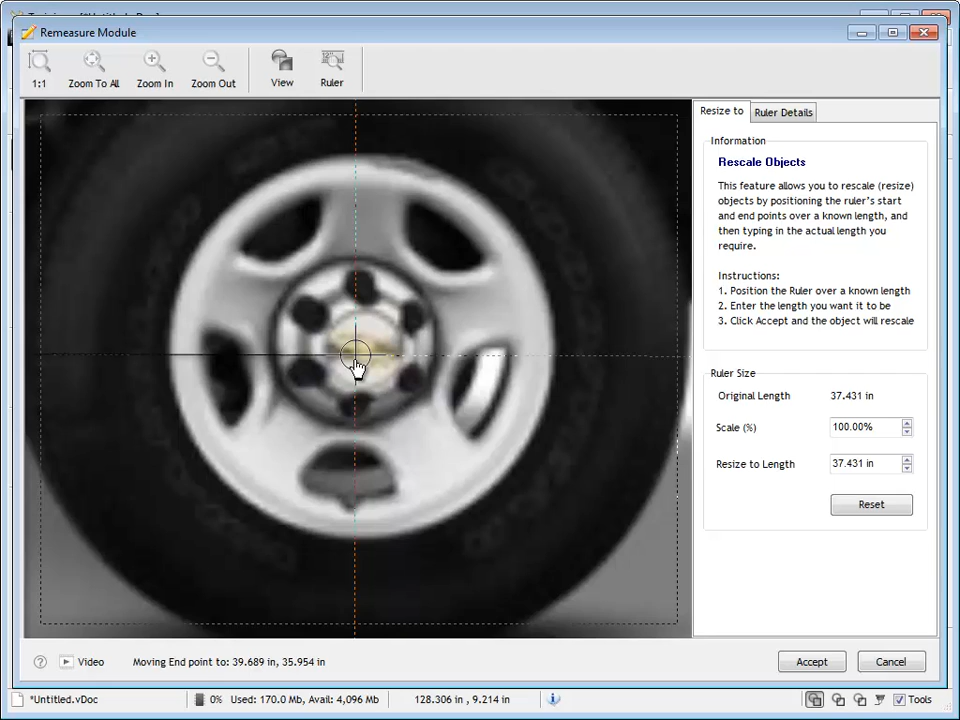 Remeasure Module
1:1 Zoom To All Zoom In Zoom Out View Ruler
Resize to Ruler Details
Information
Rescale Objects
This feature allows you to rescale (resize)
objects by positioning the ruler's start
and end points over a known length, and
then typing in the actual length you
require.
Instructions:
1. Position the Ruler over a known length
2. Enter the length you want it to be
3. Click Accept and the object will rescale
Ruler Size
Original Length 37.431 in
Scale (%) 100.00%
Resize to Length 37.431 in
Reset
Video Moving End point to: 39.689 in, 35.954 in Accept Cancel
*Untitled.vDoc 0% Used: 170.0 Mb, Avail: 4,096 Mb 128.306 in , 9.214 in Tools